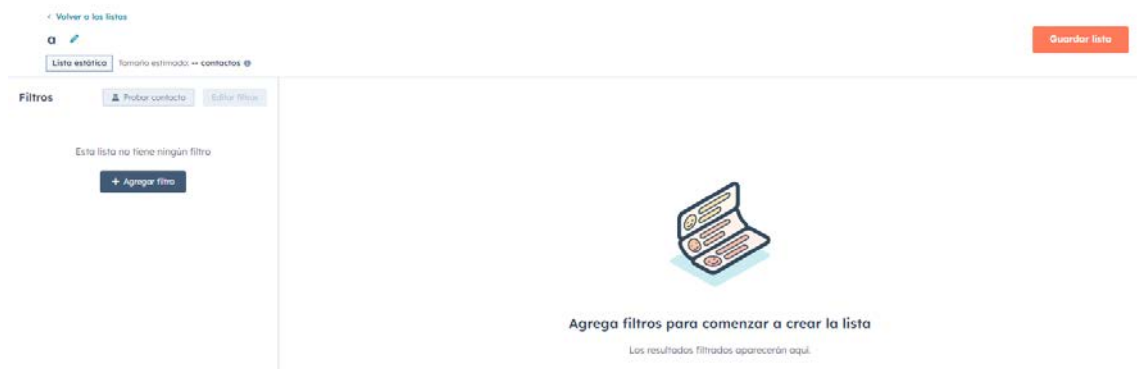 < Volver a las listas
a
Guardar lista
Lista estática Tamaño estimado: -- contactos
Filtros Probar contacto Editar filtros
Esta lista no tiene ningún filtro
+ Agregar filtro
Agrega filtros para comenzar a crear la lista
Los resultados filtrados aparecerán aquí.